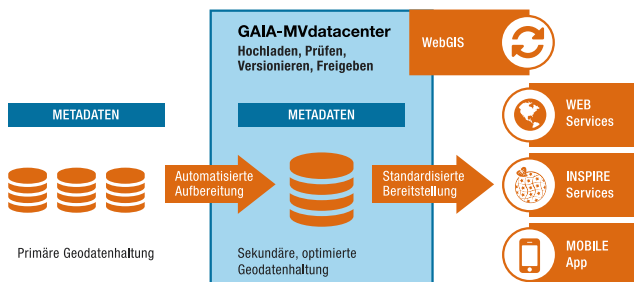 GAIA-MVdatacenter
Hochladen, Prüfen,
Versionieren, Freigeben
WebGIS
METADATEN
METADATEN
WEB
Services
Automatisierte
Aufbereitung
Standardisierte
Bereitstellung
INSPIRE
Services
Primäre Geodatenhaltung
Sekundäre, optimierte
Geodatenhaltung
MOBILE
App